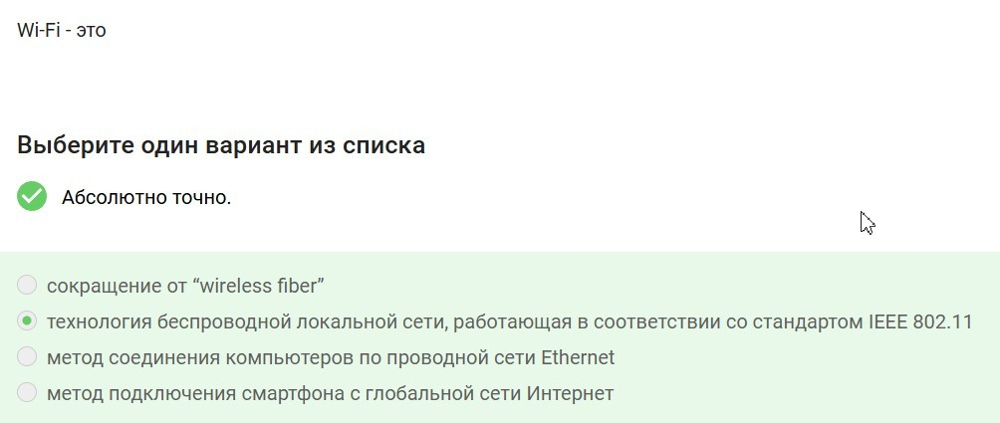 Wi-Fi - это
Выберите один вариант из списка
Абсолютно точно.
сокращение от “wireless fiber”
технология беспроводной локальной сети, работающая в соответствии со стандартом IEEE 802.11
метод соединения компьютеров по проводной сети Ethernet
метод подключения смартфона с глобальной сети Интернет